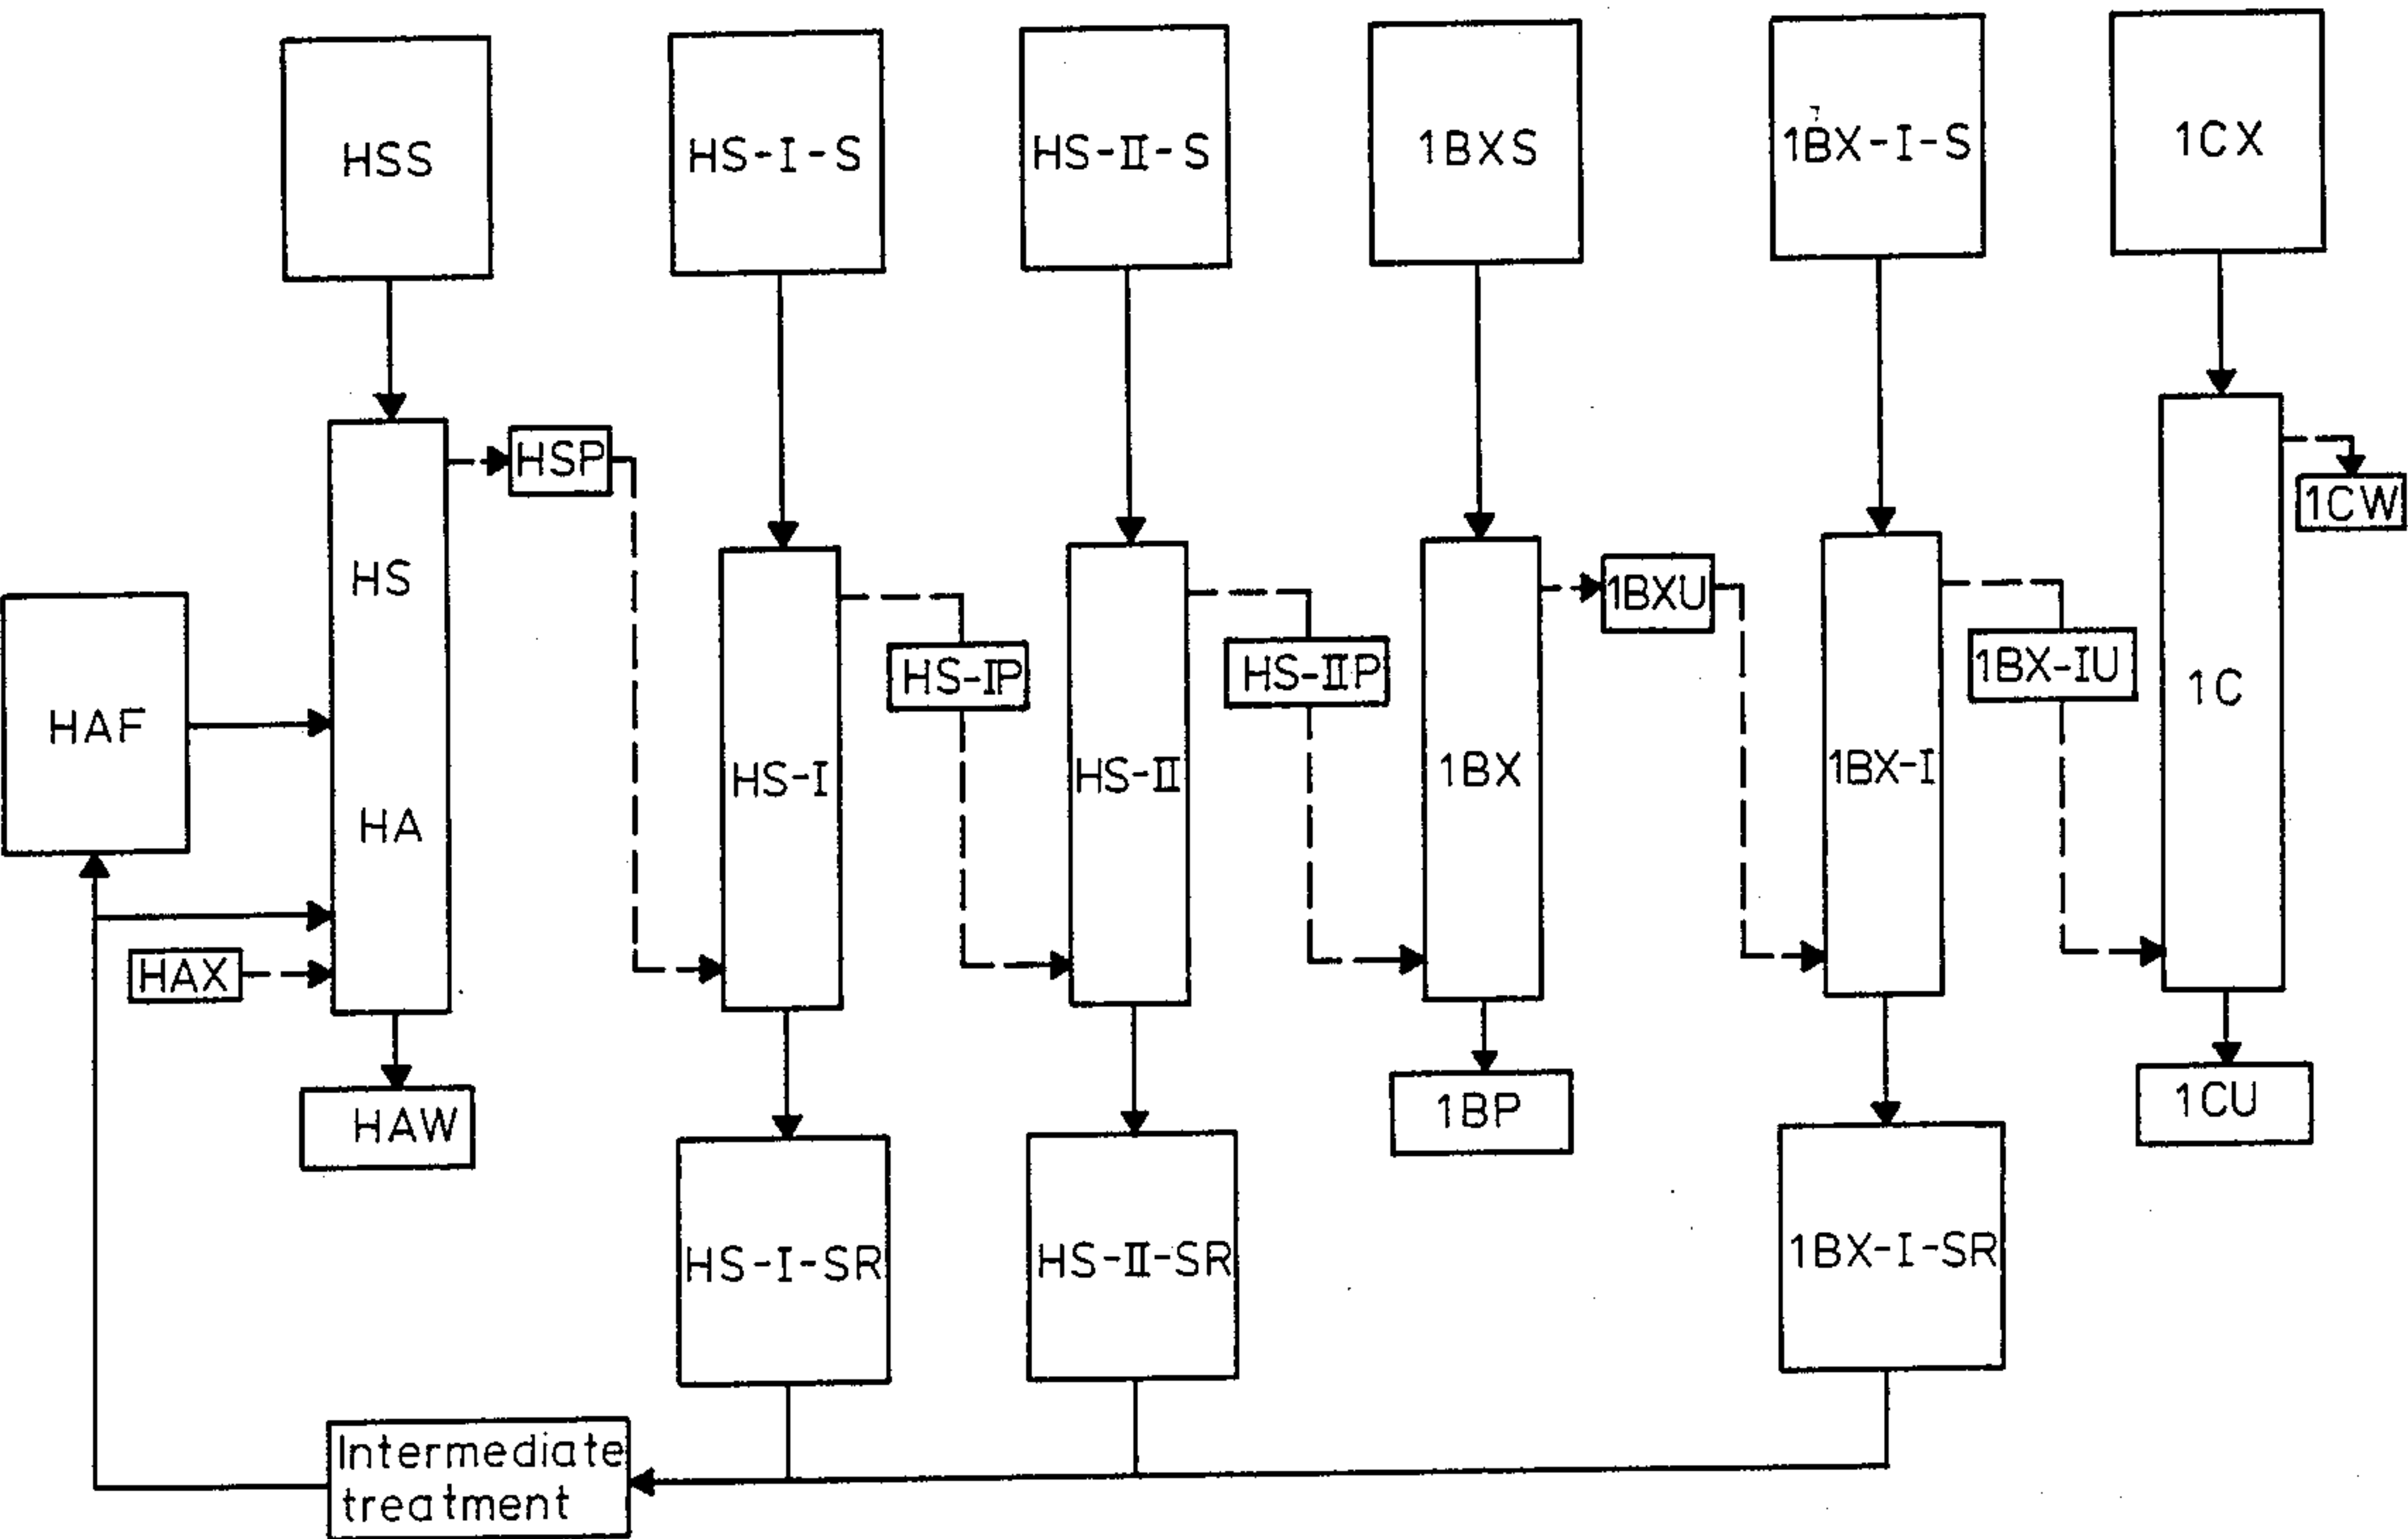 HSS
HS-I-S
HS-II-S
1BXS
1BX-I-S
1CX
HSP
1CW
HS
1BXU
HS-IP
HS-IIP
1BX-IU
1C
HAF
HS-I
HS-II
1BX
1BX-I
HA
HAX
HAW
1BP
1CU
HS-I-SR
HS-II-SR
1BX-I-SR
Intermediate
treatment